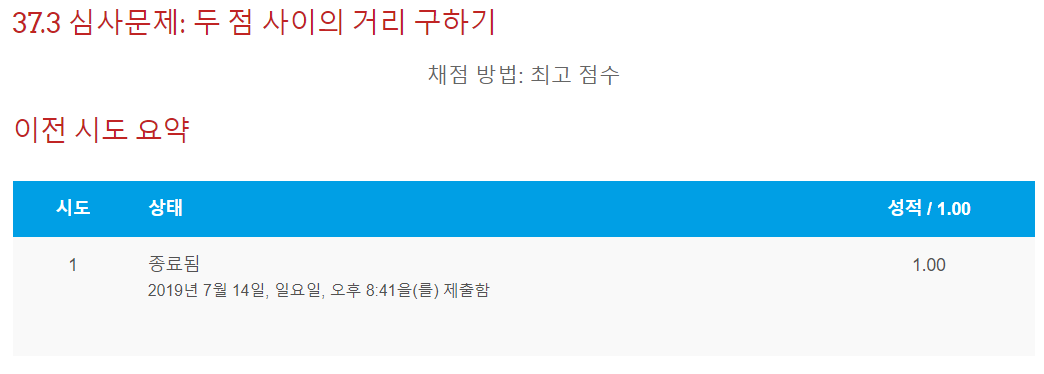 37.3 심사문제: 두 점 사이의 거리 구하기
채점 방법: 최고 점수
이전 시도 요약
시도 상태 성적 / 1.00
1 종료됨 1.00
2019년 7월 14일, 일요일, 오후 8:41을(를) 제출함